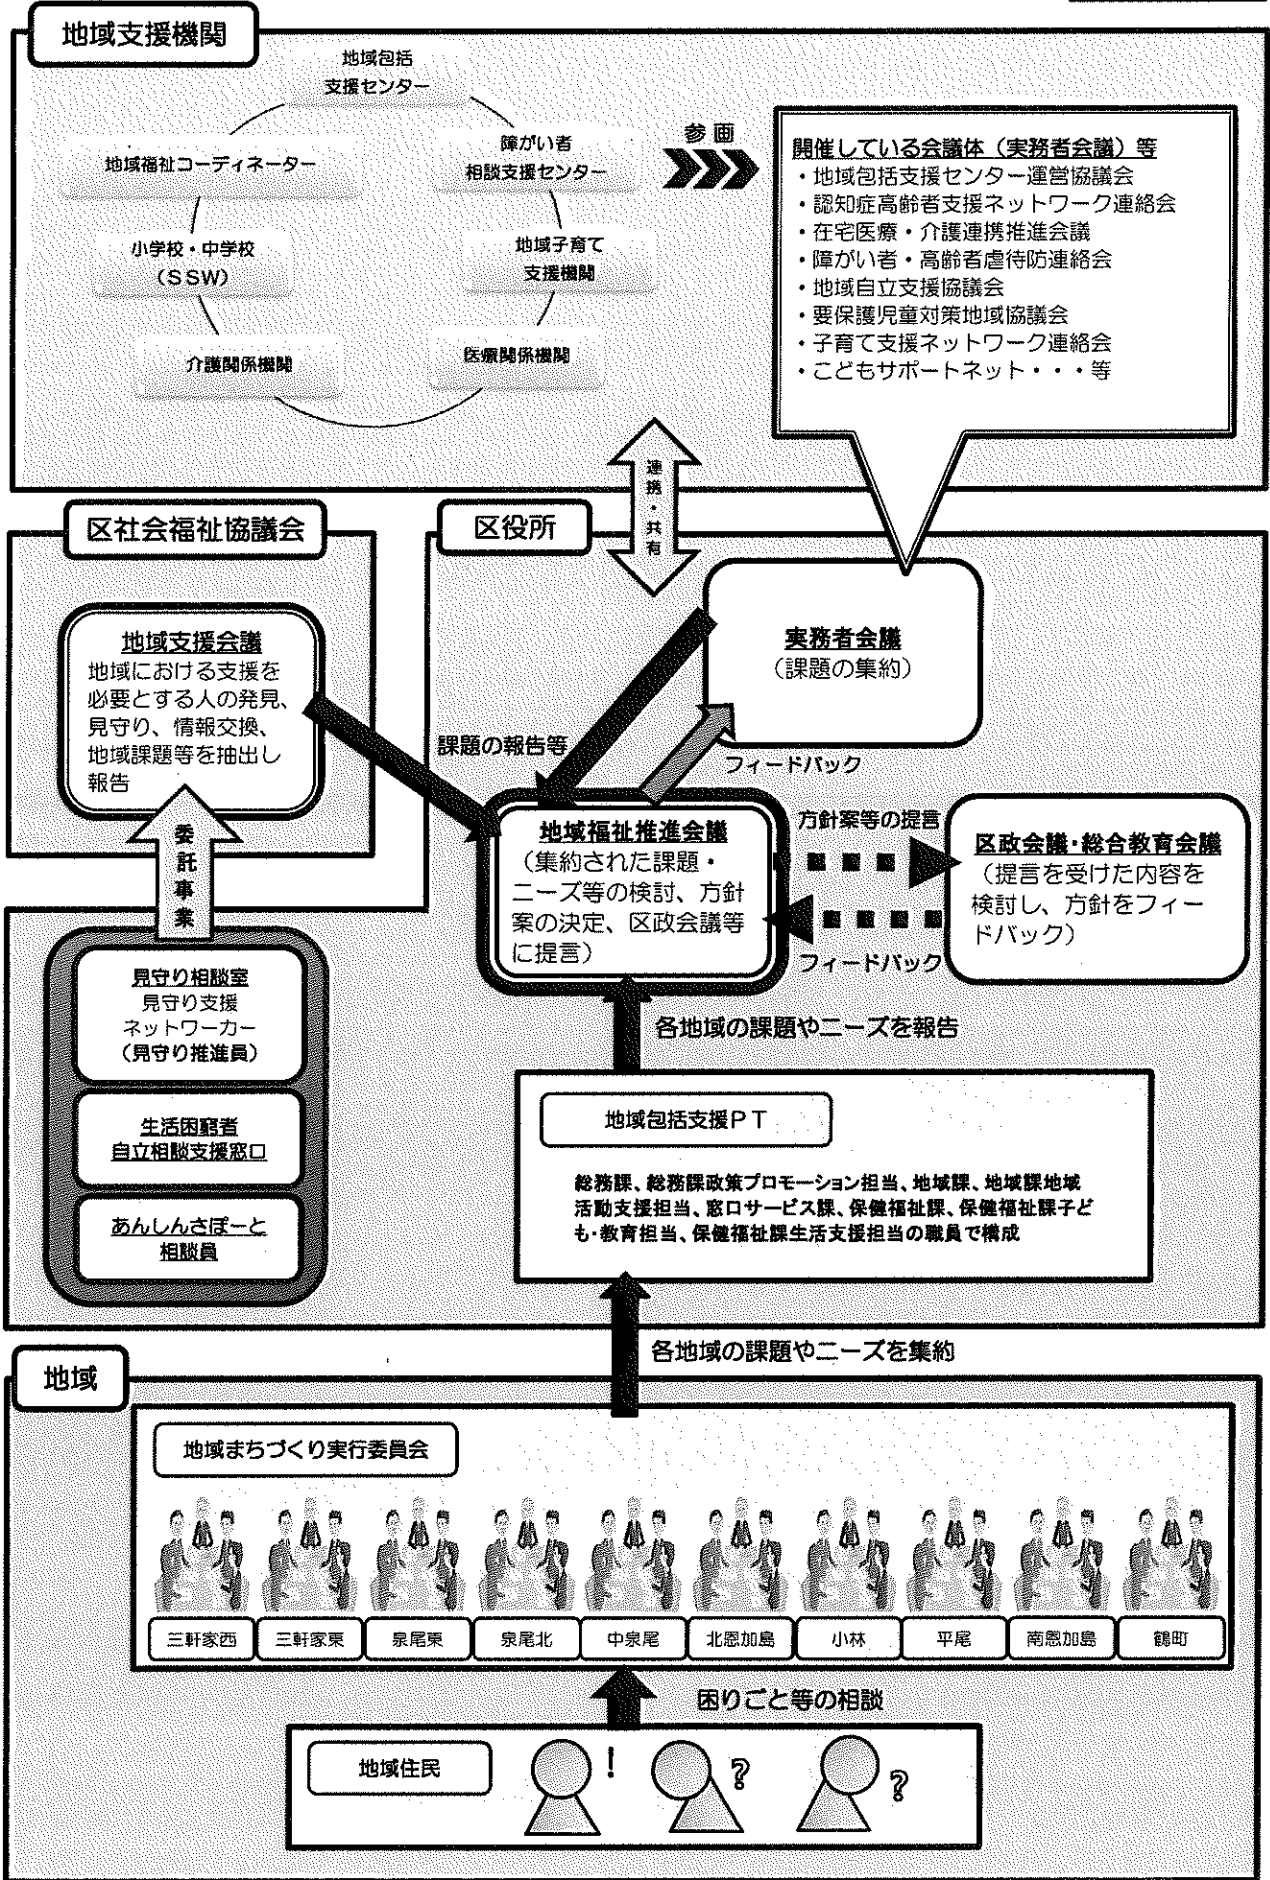 地域支援機関
地域包括
支援センター
地域福祉コーディネーター
障がい者
相談支援センター
小学校・中学校
(SSW)
地域子育て
支援機関
介護関係機関
医療関係機関
参画
開催している会議体(実務者会議)等
・地域包括支援センター運営協議会
・認知症高齢者支援ネットワーク連絡会
・在宅医療・介護連携推進会議
・障がい者・高齢者虐待防連絡会
・地域自立支援協議会
・要保護児童対策地域協議会
・子育て支援ネットワーク連絡会
・こどもサポートネット・・・等
連携・共有
区社会福祉協議会
区役所
地域支援会議
地域における支援を
必要とする人の発見、
見守り、情報交換、
地域課題等を抽出し
報告
実務者会議
(課題の集約)
課題の報告等
フィードバック
委託事業
地域福祉推進会議
(集約された課題・
ニーズ等の検討、方針
案の決定、区政会議等
に提言)
方針案等の提言
フィードバック
区政会議・総合教育会議
(提言を受けた内容を
検討し、方針をフィー
ドバック)
見守り相談室
見守り支援
ネットワーカー
(見守り推進員)
生活困窮者
自立相談支援窓口
あんしんさぽーと
相談員
各地域の課題やニーズを報告
地域包括支援PT
総務課、総務課政策プロモーション担当、地域課、地域課地域
活動支援担当、窓口サービス課、保健福祉課、保健福祉課子ど
も・教育担当、保健福祉課生活支援担当の職員で構成
各地域の課題やニーズを集約
地域
地域まちづくり実行委員会
三軒家西 三軒家東 泉尾東 泉尾北 中泉尾 北恩加島 小林 平尾 南恩加島 鶴町
困りごと等の相談
地域住民
! ? ?